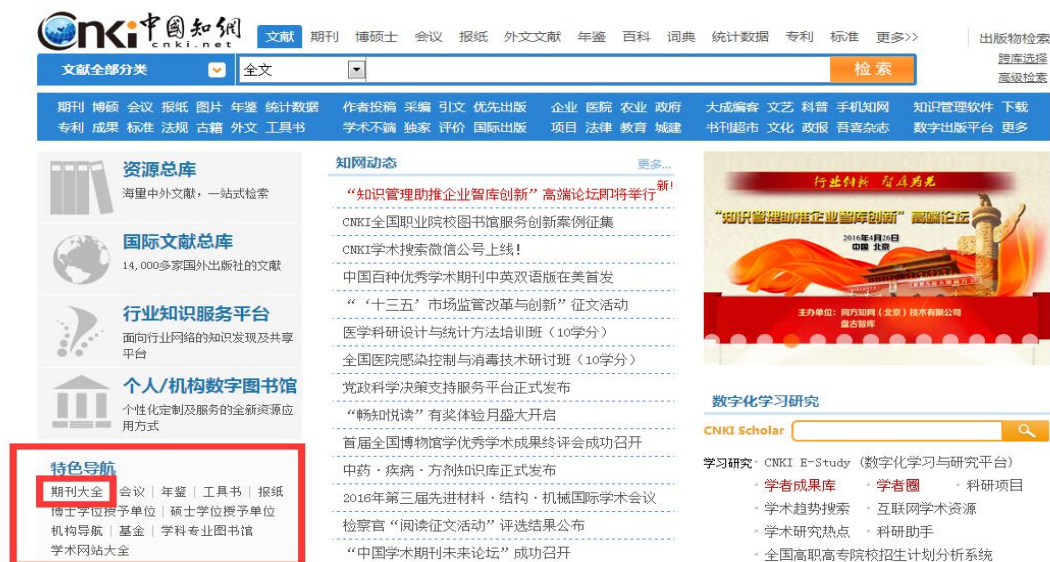 Cnki中國知網
cnki.net
文献 期刊 博硕士 会议 报纸 外文文献 年鉴 百科 词典 统计数据 专利 标准 更多>>
出版物检索
文献全部分类 全文 检索
跨库选择
高级检索
期刊 博硕 会议 报纸 图片 年鉴 统计数据 作者投稿 采编 引文 优先出版 企业 医院 农业 政府 大成编客 文艺 科普 手机知网 知识管理软件 下载
专利 成果 标准 法规 古籍 外文 工具书 学术不端 独家 评价 国际出版 项目 法律 教育 城建 书刊超市 文化 政报 吾喜杂志 数字出版平台 更多
资源总库
海量中外文献，一站式检索
国际文献总库
14,000多家国外出版社的文献
行业知识服务平台
面向行业网络的知识发现及共享
平台
个人/机构数字图书馆
个性化定制及服务的全新资源应
用方式
特色导航
期刊大全 会议 | 年鉴 | 工具书 | 报纸
博士学位授予单位 | 硕士学位授予单位
机构导航 | 基金 | 学科专业图书馆
学术网站大全
知网动态 更多...
“知识管理助推企业智库创新”高端论坛即将举行 新!
CNKI全国职业院校图书馆服务创新案例征集
CNKI学术搜索微信公号上线！
中国百种优秀学术期刊中英双语版在美首发
“‘十三五’市场监管改革与创新”征文活动
医学科研设计与统计方法培训班（10学分）
全国医院感染控制与消毒技术研讨班（10学分）
党政科学决策支持服务平台正式发布
“畅知悦读”有奖体验月盛大开启
首届全国博物馆学优秀学术成果终评会成功召开
中药·疾病·方剂知识库正式发布
2016年第三届先进材料·结构·机械国际学术会议
检察官“阅读征文活动”评选结果公布
“中国学术期刊未来论坛”成功召开
行业创新 智库为先
“知识管理助推企业智库创新”高端论坛
2016年4月26日
中国 北京
主办单位：同方知网（北京）技术有限公司
盘古智库
数字化学习研究
CNKI Scholar
学习研究 · CNKI E-Study（数字化学习与研究平台）
· 学者成果库 · 学者圈 · 科研项目
· 学术趋势搜索 · 互联网学术资源
· 学术研究热点 · 科研助手
· 全国高职高专院校招生计划分析系统